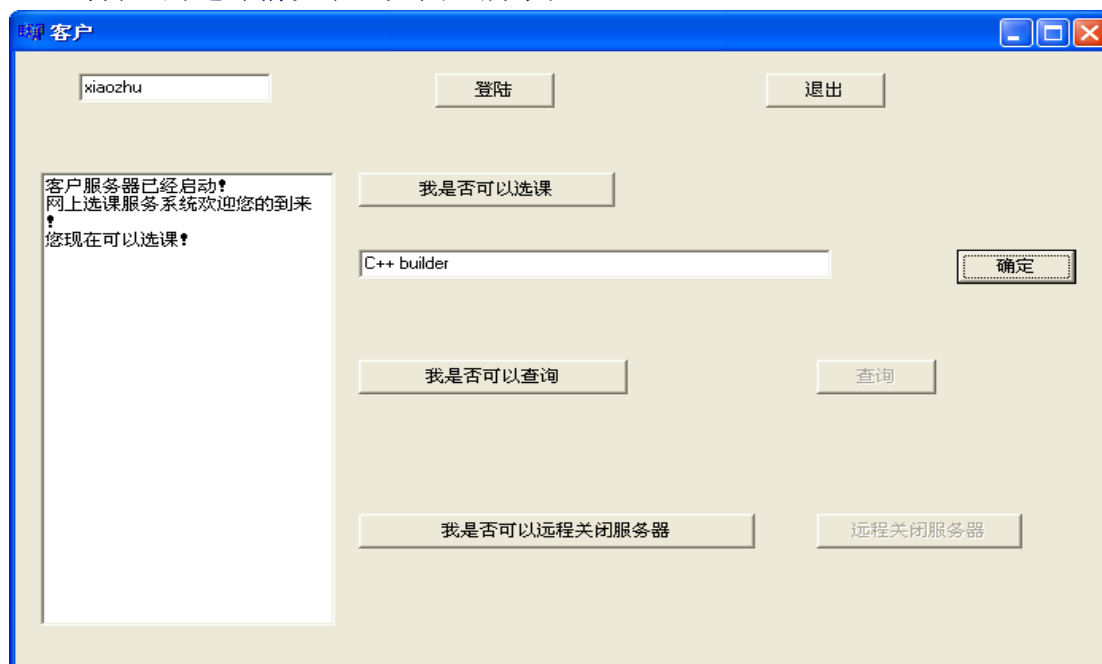 客户
xiaozhu
登陆
退出
客户服务器已经启动!
网上选课服务系统欢迎您的到来
!
您现在可以选课!
我是否可以选课
C++ builder
确定
我是否可以查询
查询
我是否可以远程关闭服务器
远程关闭服务器